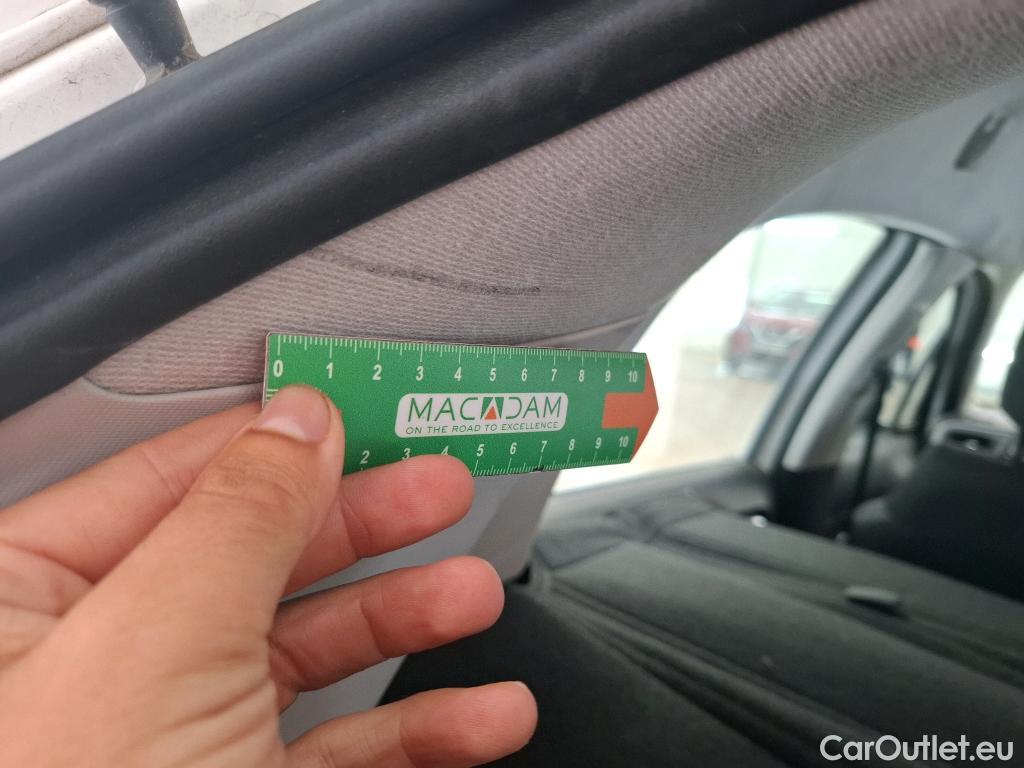 0 1 2 3 4 5 6 7 8 9 10
MACADAM
ON THE ROAD TO EXCELLENCE
2 3 4 5 6 7 8 9 10
CarOutlet.eu